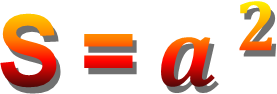 S = a²